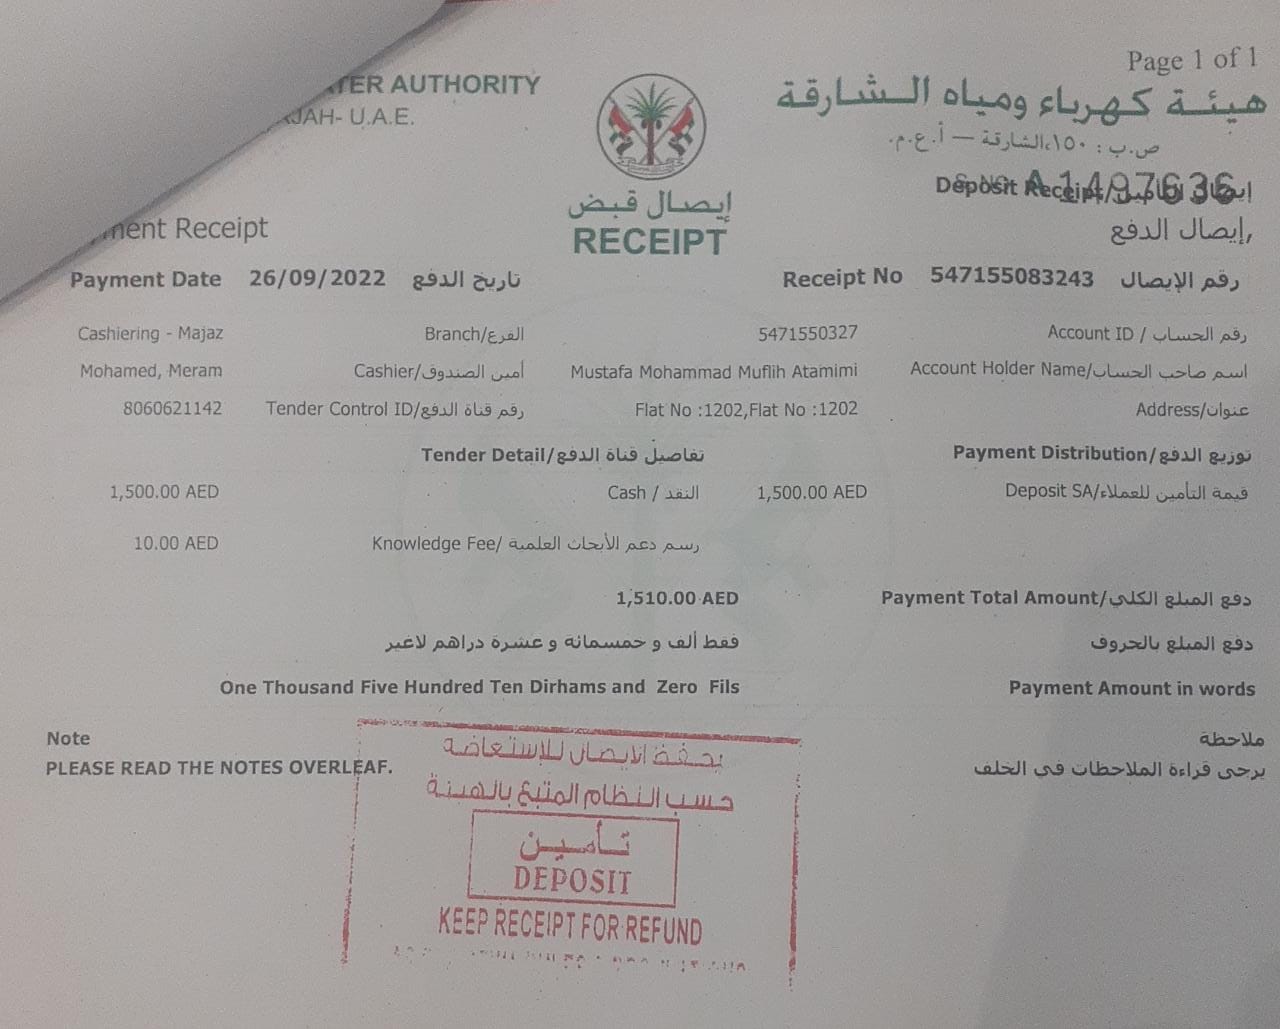 Page 1 of 1
TER AUTHORITY
هيئـة كهرباء ومياه الـشارقة
JAH- U.A.E.
ص.ب : ١٥٠،الشارقة – أ.ع.م.
Deposit Receipt/
A 1497636
إيصال قبض
ment Receipt
RECEIPT
إيصال الدفع,
Payment Date 26/09/2022 تاريخ الدفع
Receipt No 547155083243 رقم الإيصال
Cashiering - Majaz Branch/الفرع 5471550327 Account ID / رقم الحساب
Mohamed, Meram Cashier/أمين الصندوق Mustafa Mohammad Muflih Atamimi Account Holder Name/اسم صاحب الحساب
8060621142 Tender Control ID/رقم قناة الدفع Flat No :1202,Flat No :1202 Address/عنوان
Tender Detail/تفاصيل قناة الدفع Payment Distribution/توزيع الدفع
1,500.00 AED Cash / النقد 1,500.00 AED Deposit SA/قيمة التأمين للعملاء
10.00 AED Knowledge Fee/ رسم دعم الأبحاث العلمية
1,510.00 AED Payment Total Amount/دفع المبلغ الكلي
فقط ألف و خمسمائة و عشرة دراهم لاغير دفع المبلغ بالحروف
One Thousand Five Hundred Ten Dirhams and Zero Fils Payment Amount in words
Note ملاحظة
PLEASE READ THE NOTES OVERLEAF. يرجى قراءة الملاحظات في الخلف
يحفظ الايصال للإستعاضة
حسب النظام المتبع بالهيئة
تأمين
DEPOSIT
KEEP RECEIPT FOR REFUND